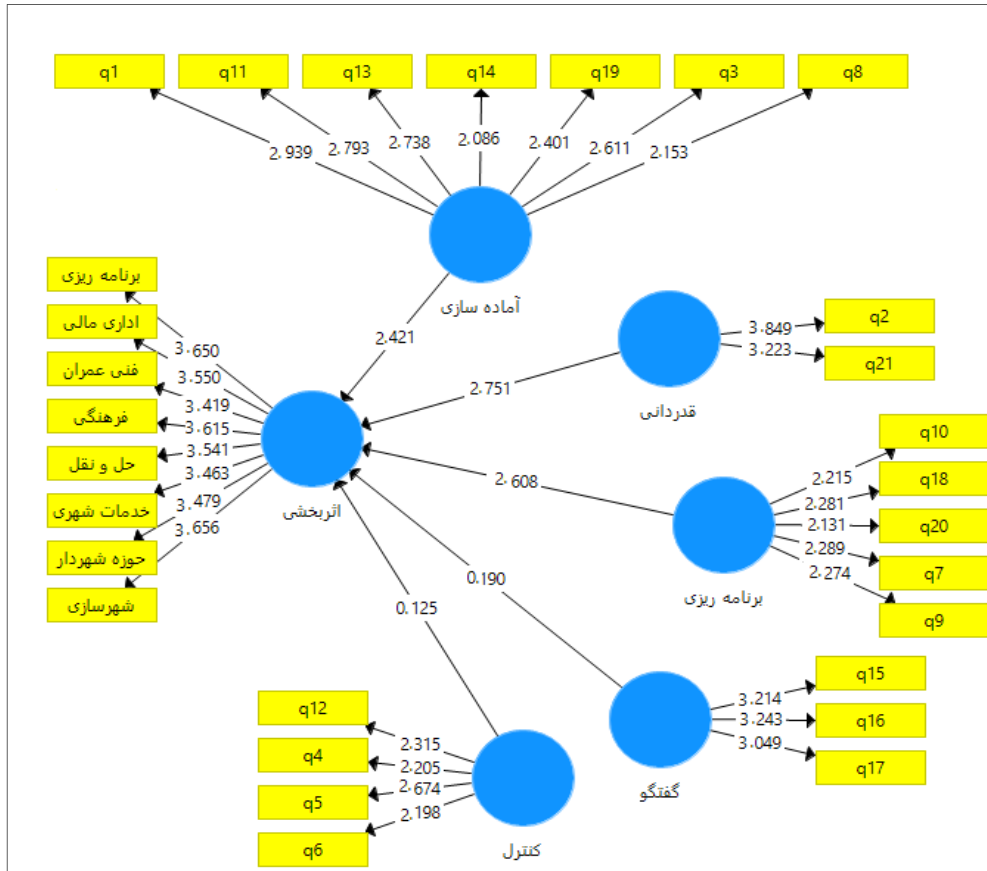 q1
q11
q13
q14
q19
q3
q8
2.939
2.793
2.738
2.086
2.401
2.611
2.153
آماده سازی
2.421
برنامه ریزی
اداری مالی
فنی عمران
فرهنگی
حل و نقل
خدمات شهری
حوزه شهردار
شهرسازی
3.650
3.550
3.419
3.615
3.541
3.463
3.479
3.656
اثربخشی
q2
q21
3.849
3.223
قدردانی
2.751
q10
q18
q20
q7
q9
2.215
2.281
2.131
2.289
2.274
برنامه ریزی
2.608
0.190
0.125
q15
q16
q17
3.214
3.243
3.049
گفتگو
q12
q4
q5
q6
2.315
2.205
2.674
2.198
کنترل